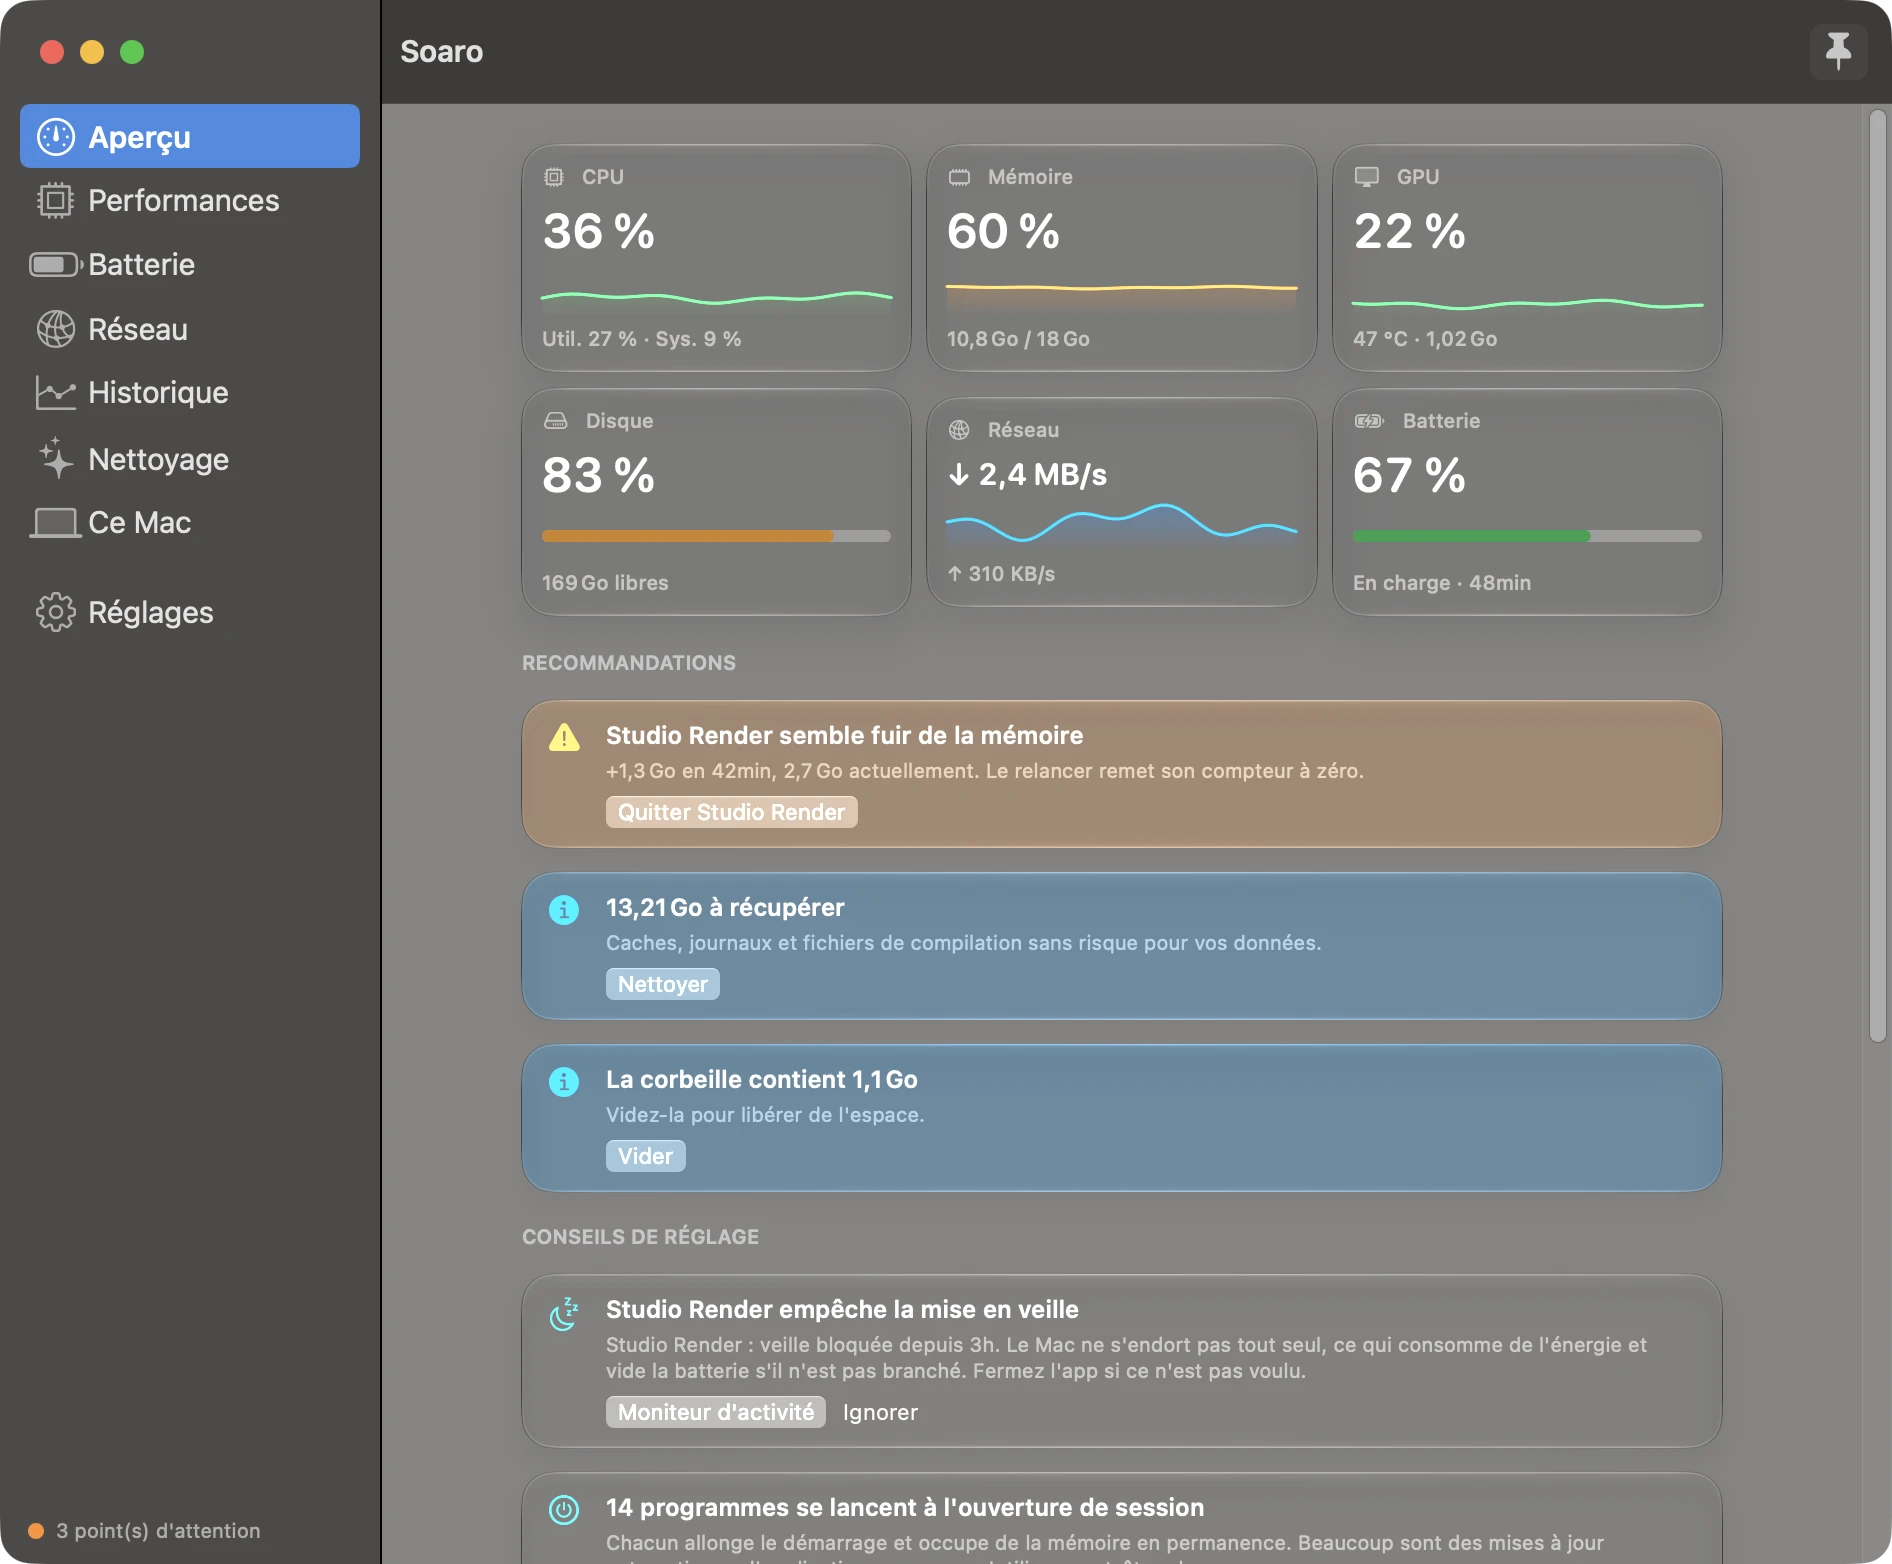 Soaro
Aperçu
Performances
Batterie
Réseau
Historique
Nettoyage
Ce Mac
Réglages
3 point(s) d'attention
CPU
36 %
Util. 27 % · Sys. 9 %
Mémoire
60 %
10,8 Go / 18 Go
GPU
22 %
47 °C · 1,02 Go
Disque
83 %
169 Go libres
Réseau
↓ 2,4 MB/s
↑ 310 KB/s
Batterie
67 %
En charge · 48min
RECOMMANDATIONS
Studio Render semble fuir de la mémoire
+1,3 Go en 42min, 2,7 Go actuellement. Le relancer remet son compteur à zéro.
Quitter Studio Render
13,21 Go à récupérer
Caches, journaux et fichiers de compilation sans risque pour vos données.
Nettoyer
La corbeille contient 1,1 Go
Videz-la pour libérer de l'espace.
Vider
CONSEILS DE RÉGLAGE
Studio Render empêche la mise en veille
Studio Render : veille bloquée depuis 3h. Le Mac ne s'endort pas tout seul, ce qui consomme de l'énergie et
vide la batterie s'il n'est pas branché. Fermez l'app si ce n'est pas voulu.
Moniteur d'activité
Ignorer
14 programmes se lancent à l'ouverture de session
Chacun allonge le démarrage et occupe de la mémoire en permanence. Beaucoup sont des mises à jour